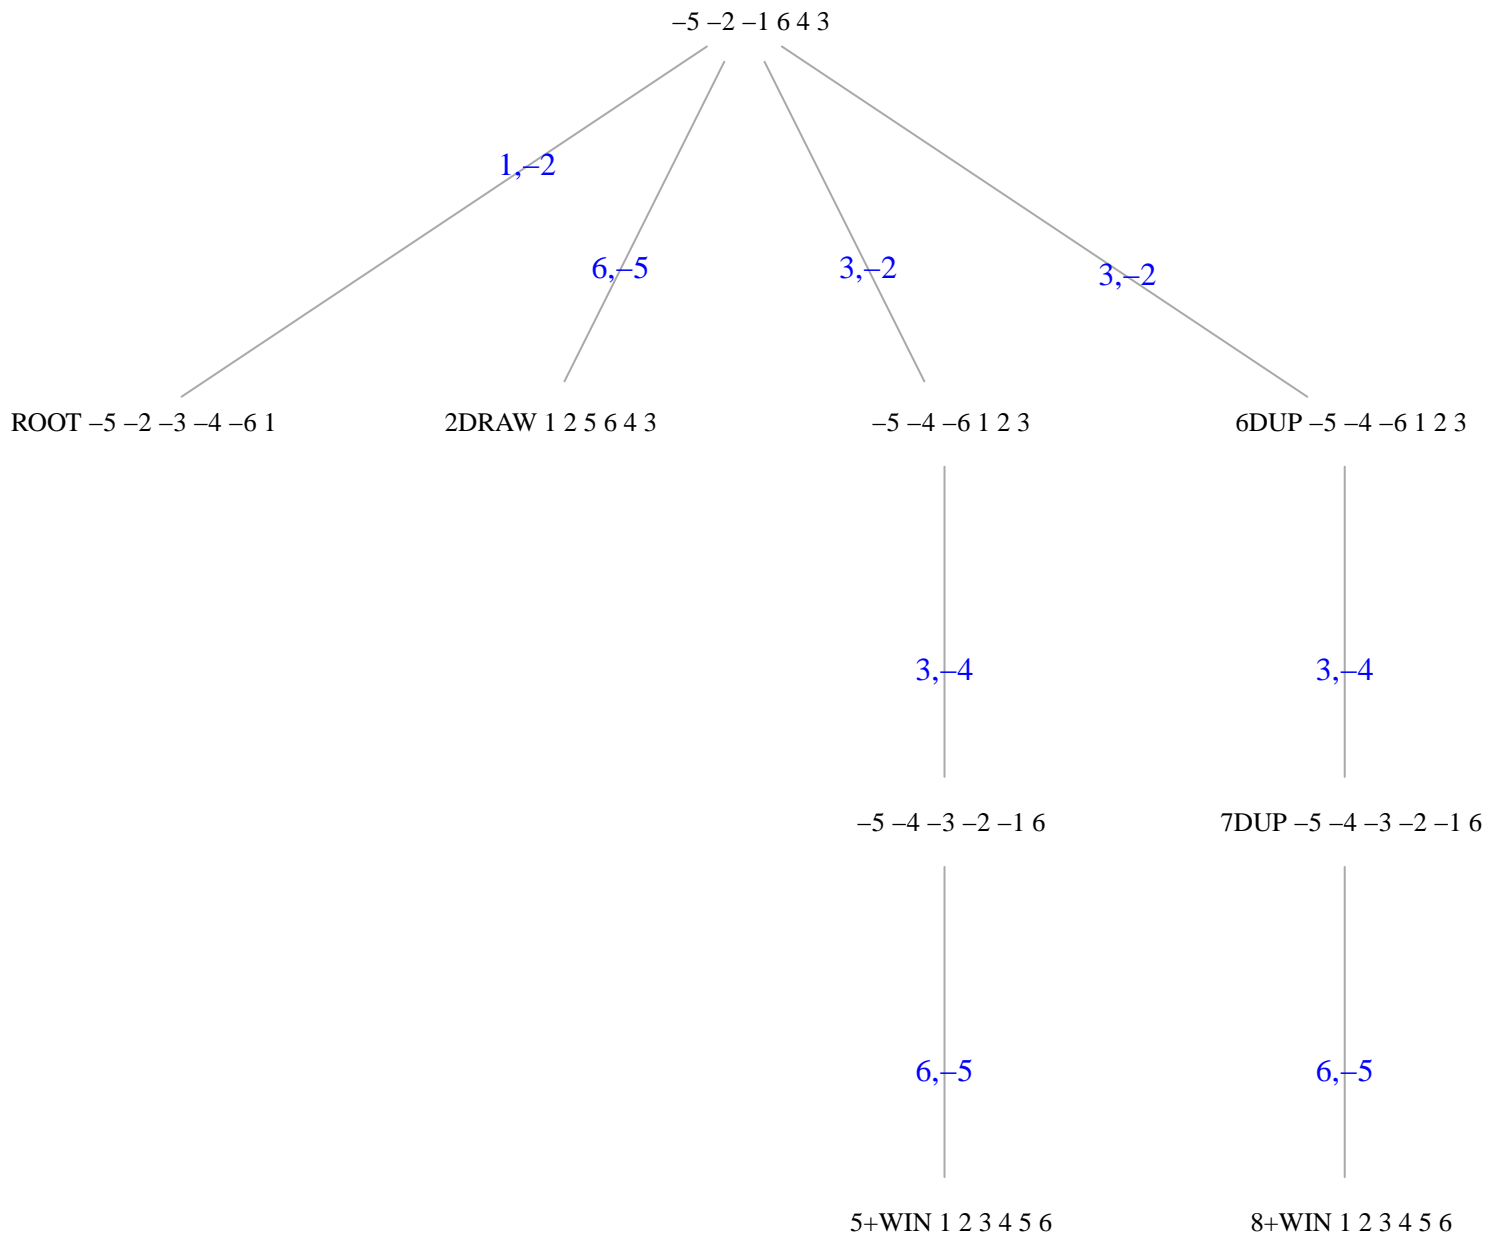 –5 –2 –1 6 4 3
1,–2
6,–5
3,–2
3,–2
ROOT –5 –2 –3 –4 –6 1
2DRAW 1 2 5 6 4 3
–5 –4 –6 1 2 3
6DUP –5 –4 –6 1 2 3
3,–4
3,–4
–5 –4 –3 –2 –1 6
7DUP –5 –4 –3 –2 –1 6
6,–5
6,–5
5+WIN 1 2 3 4 5 6
8+WIN 1 2 3 4 5 6